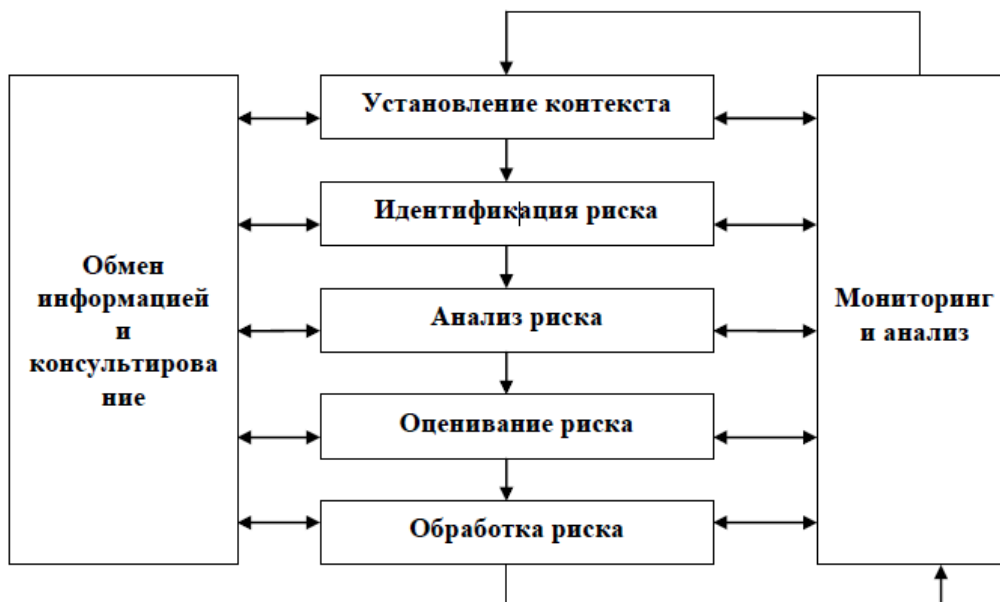 Установление контекста
Идентификация риска
Обмен
информацией
и
консультирова
ние
Анализ риска
Мониторинг
и анализ
Оценивание риска
Обработка риска